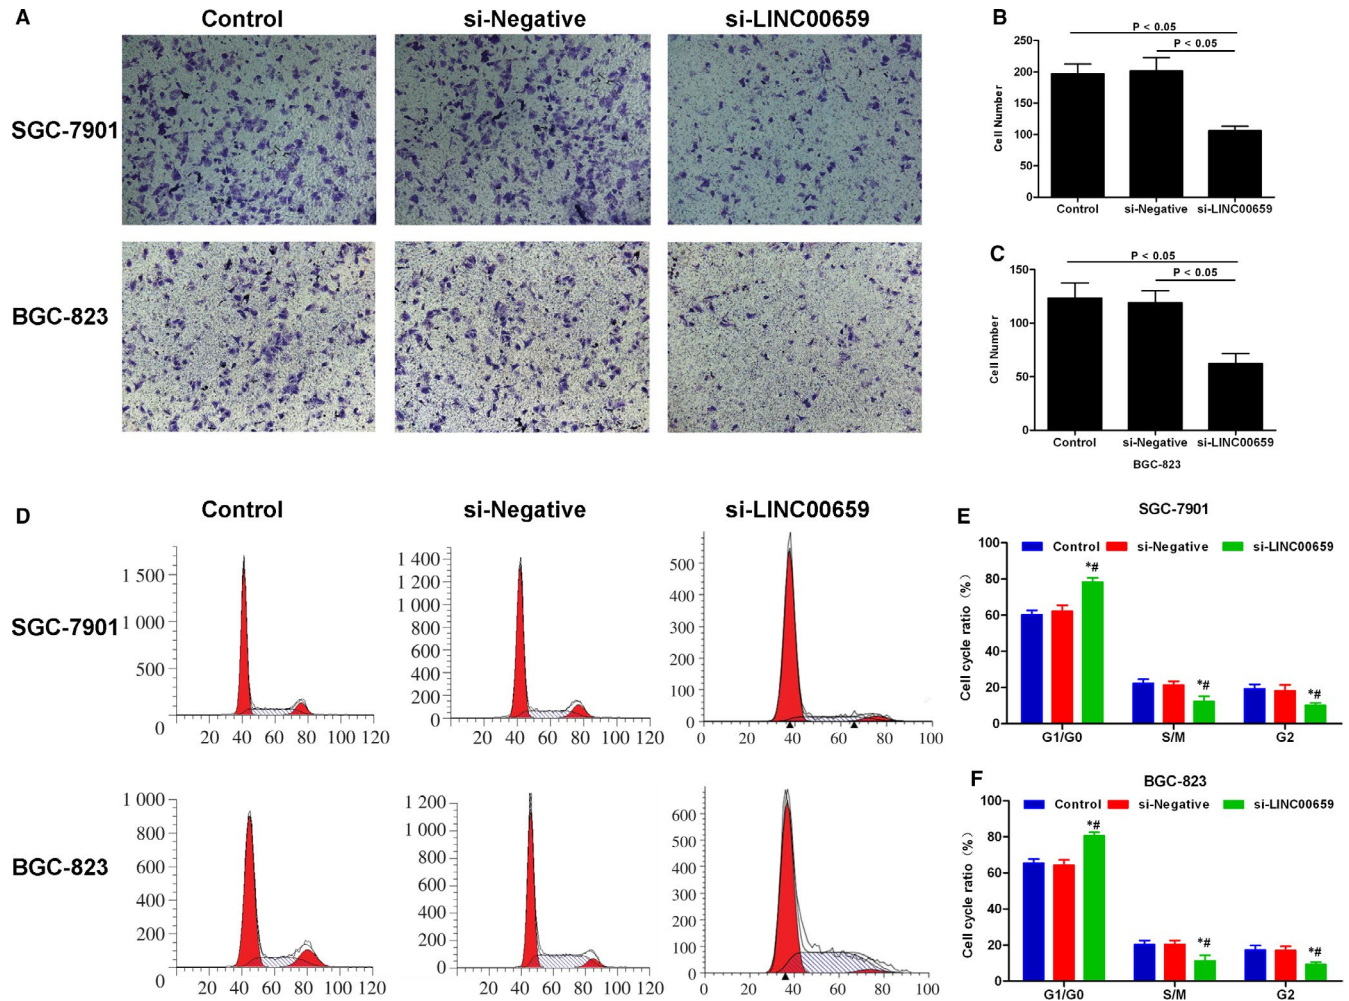 A
Control
si-Negative
si-LINC00659
SGC-7901
BGC-823
B
P < 0.05
P < 0.05
250
200
150
100
50
0
Cell Number
Control
si-Negative
si-LINC00659
C
P < 0.05
P < 0.05
150
100
50
0
Cell Number
Control
si-Negative
si-LINC00659
BGC-823
D
Control
si-Negative
si-LINC00659
SGC-7901
1 500
1 000
500
0
20 40 60 80 100 120
1 400
1 200
1 000
800
600
400
200
0
20 40 60 80 100 120
500
400
300
200
100
0
0 20 40 60 80 100
BGC-823
1 000
800
600
400
200
0
20 40 60 80 100 120
1 200
1 000
800
600
400
200
0
20 40 60 80 100 120
600
500
400
300
200
100
0
0 20 40 60 80 100
E
SGC-7901
Control si-Negative si-LINC00659
100
80
60
40
20
0
Cell cycle ratio (%)
*#
*#
*#
G1/G0 S/M G2
F
BGC-823
Control si-Negative si-LINC00659
100
80
60
40
20
0
Cell cycle ratio (%)
*#
*#
*#
G1/G0 S/M G2